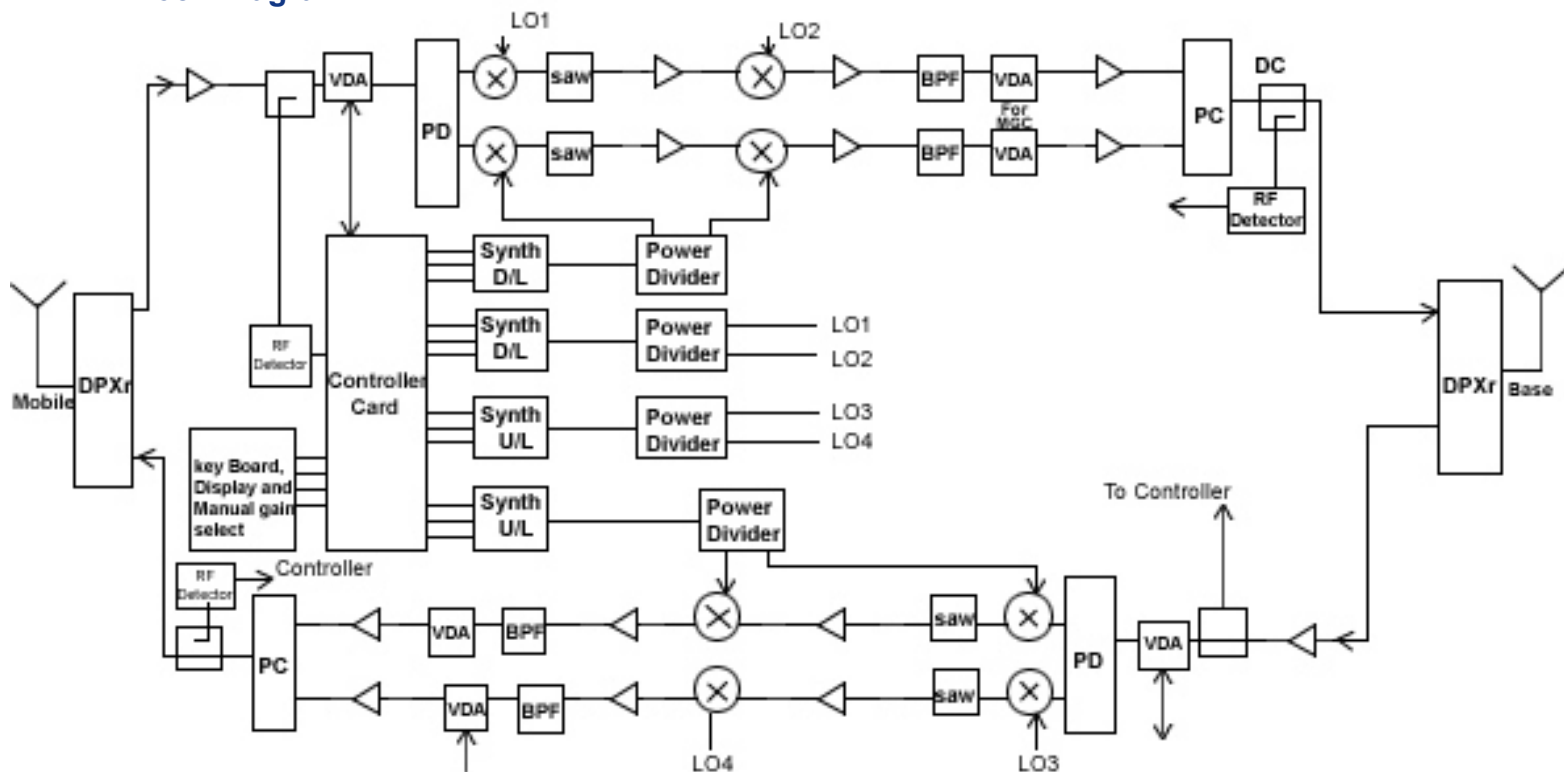 LO1
LO2
VDA
saw
BPF
VDA
DC
PD
PC
For
MGC
saw
BPF
VDA
RF
Detector
Synth
D/L
Power
Divider
Synth
D/L
Power
Divider
LO1
LO2
RF
Detector
Controller
Card
DPXr
Mobile
DPXr
Base
Synth
U/L
Power
Divider
LO3
LO4
key Board,
Display and
Manual gain
select
Synth
U/L
Power
Divider
To Controller
RF
Detector
Controller
PC
VDA
BPF
saw
PD
VDA
VDA
BPF
saw
LO4
LO3